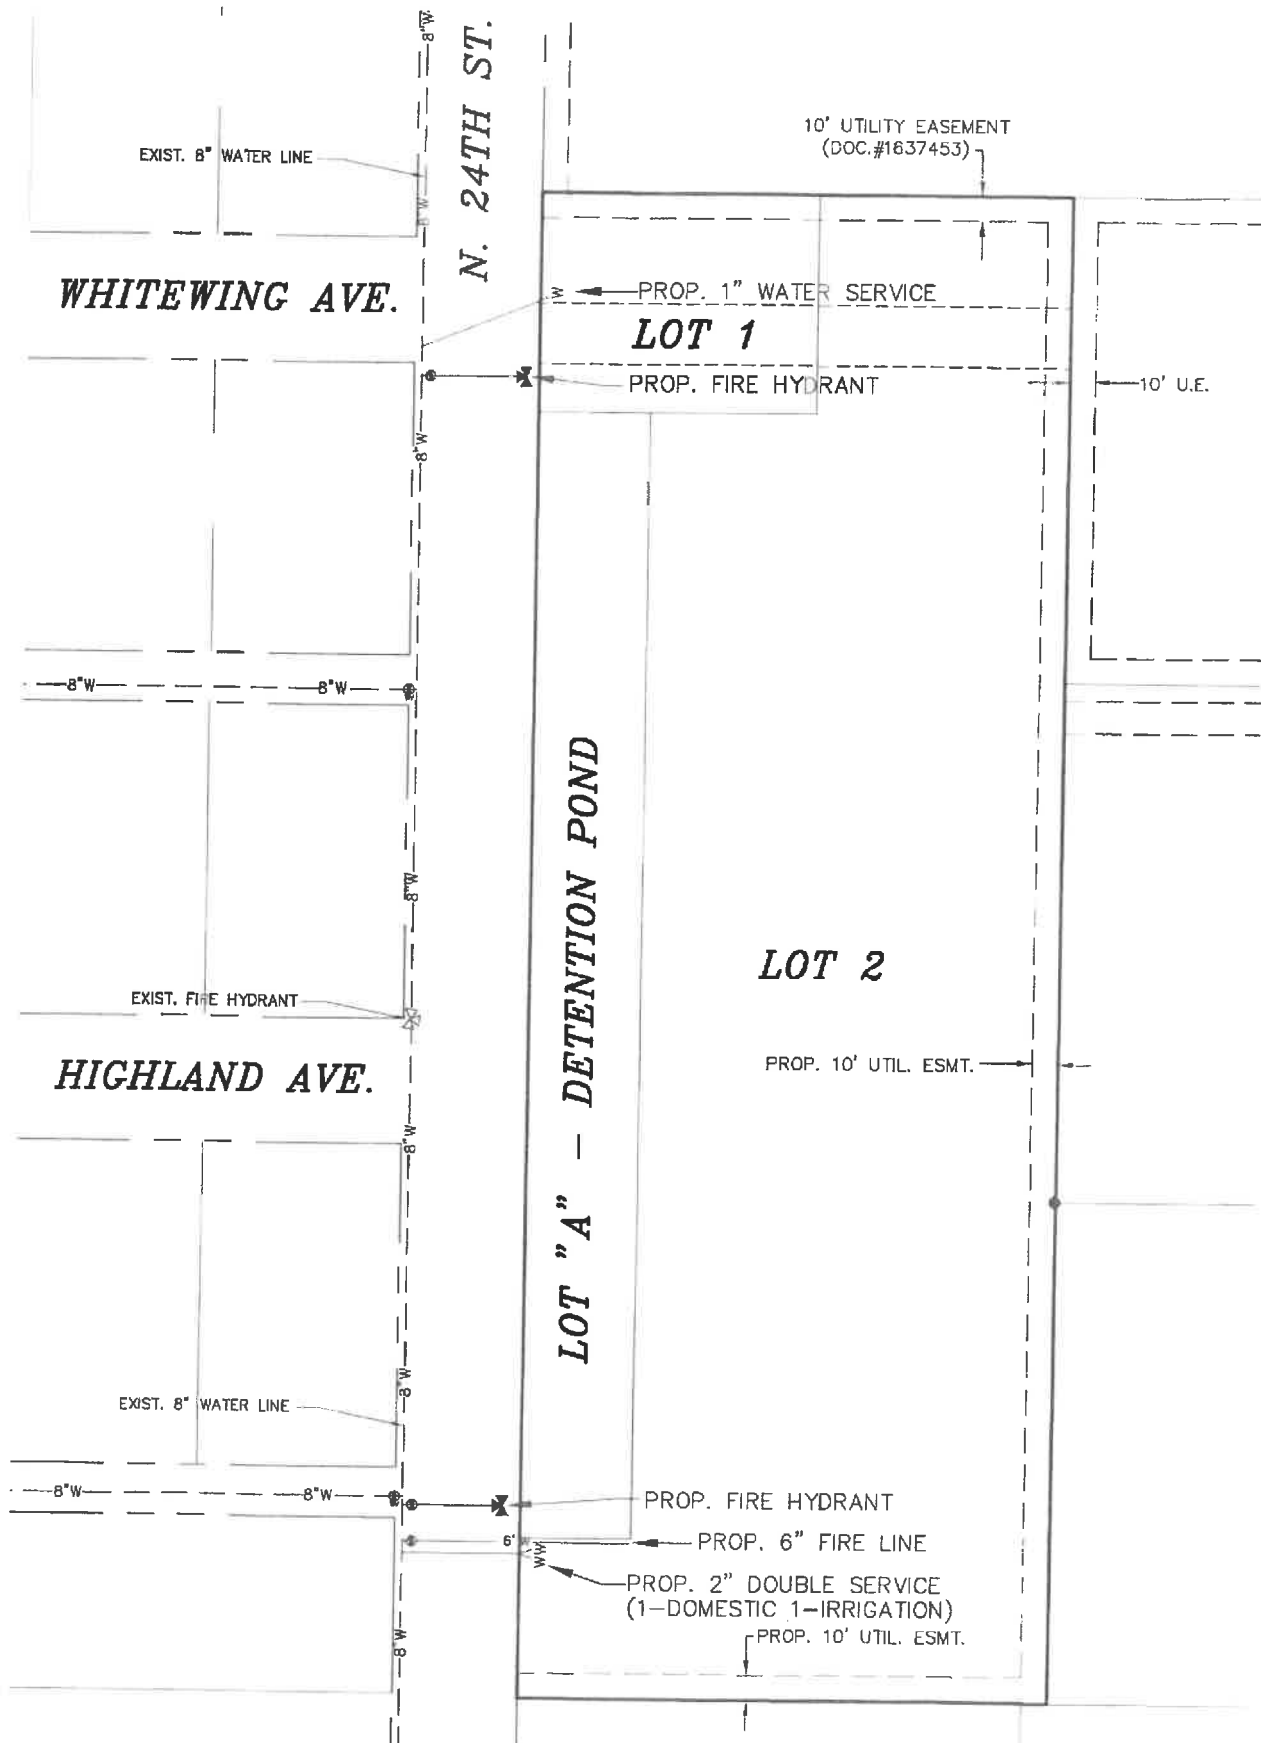 8"W
N. 24TH ST.
10' UTILITY EASEMENT
(DOC.#1637453)
EXIST. 8" WATER LINE
8"W
WHITEWING AVE.
W
PROP. 1" WATER SERVICE
LOT 1
PROP. FIRE HYDRANT
10' U.E.
8"W
8"W
8"W
LOT "A" - DETENTION POND
8"W
LOT 2
EXIST. FIRE HYDRANT
HIGHLAND AVE.
PROP. 10' UTIL. ESMT.
8"W
8"W
EXIST. 8" WATER LINE
8"W
8"W
PROP. FIRE HYDRANT
6'
W
PROP. 6" FIRE LINE
WW
PROP. 2" DOUBLE SERVICE
(1-DOMESTIC 1-IRRIGATION)
8"W
PROP. 10' UTIL. ESMT.